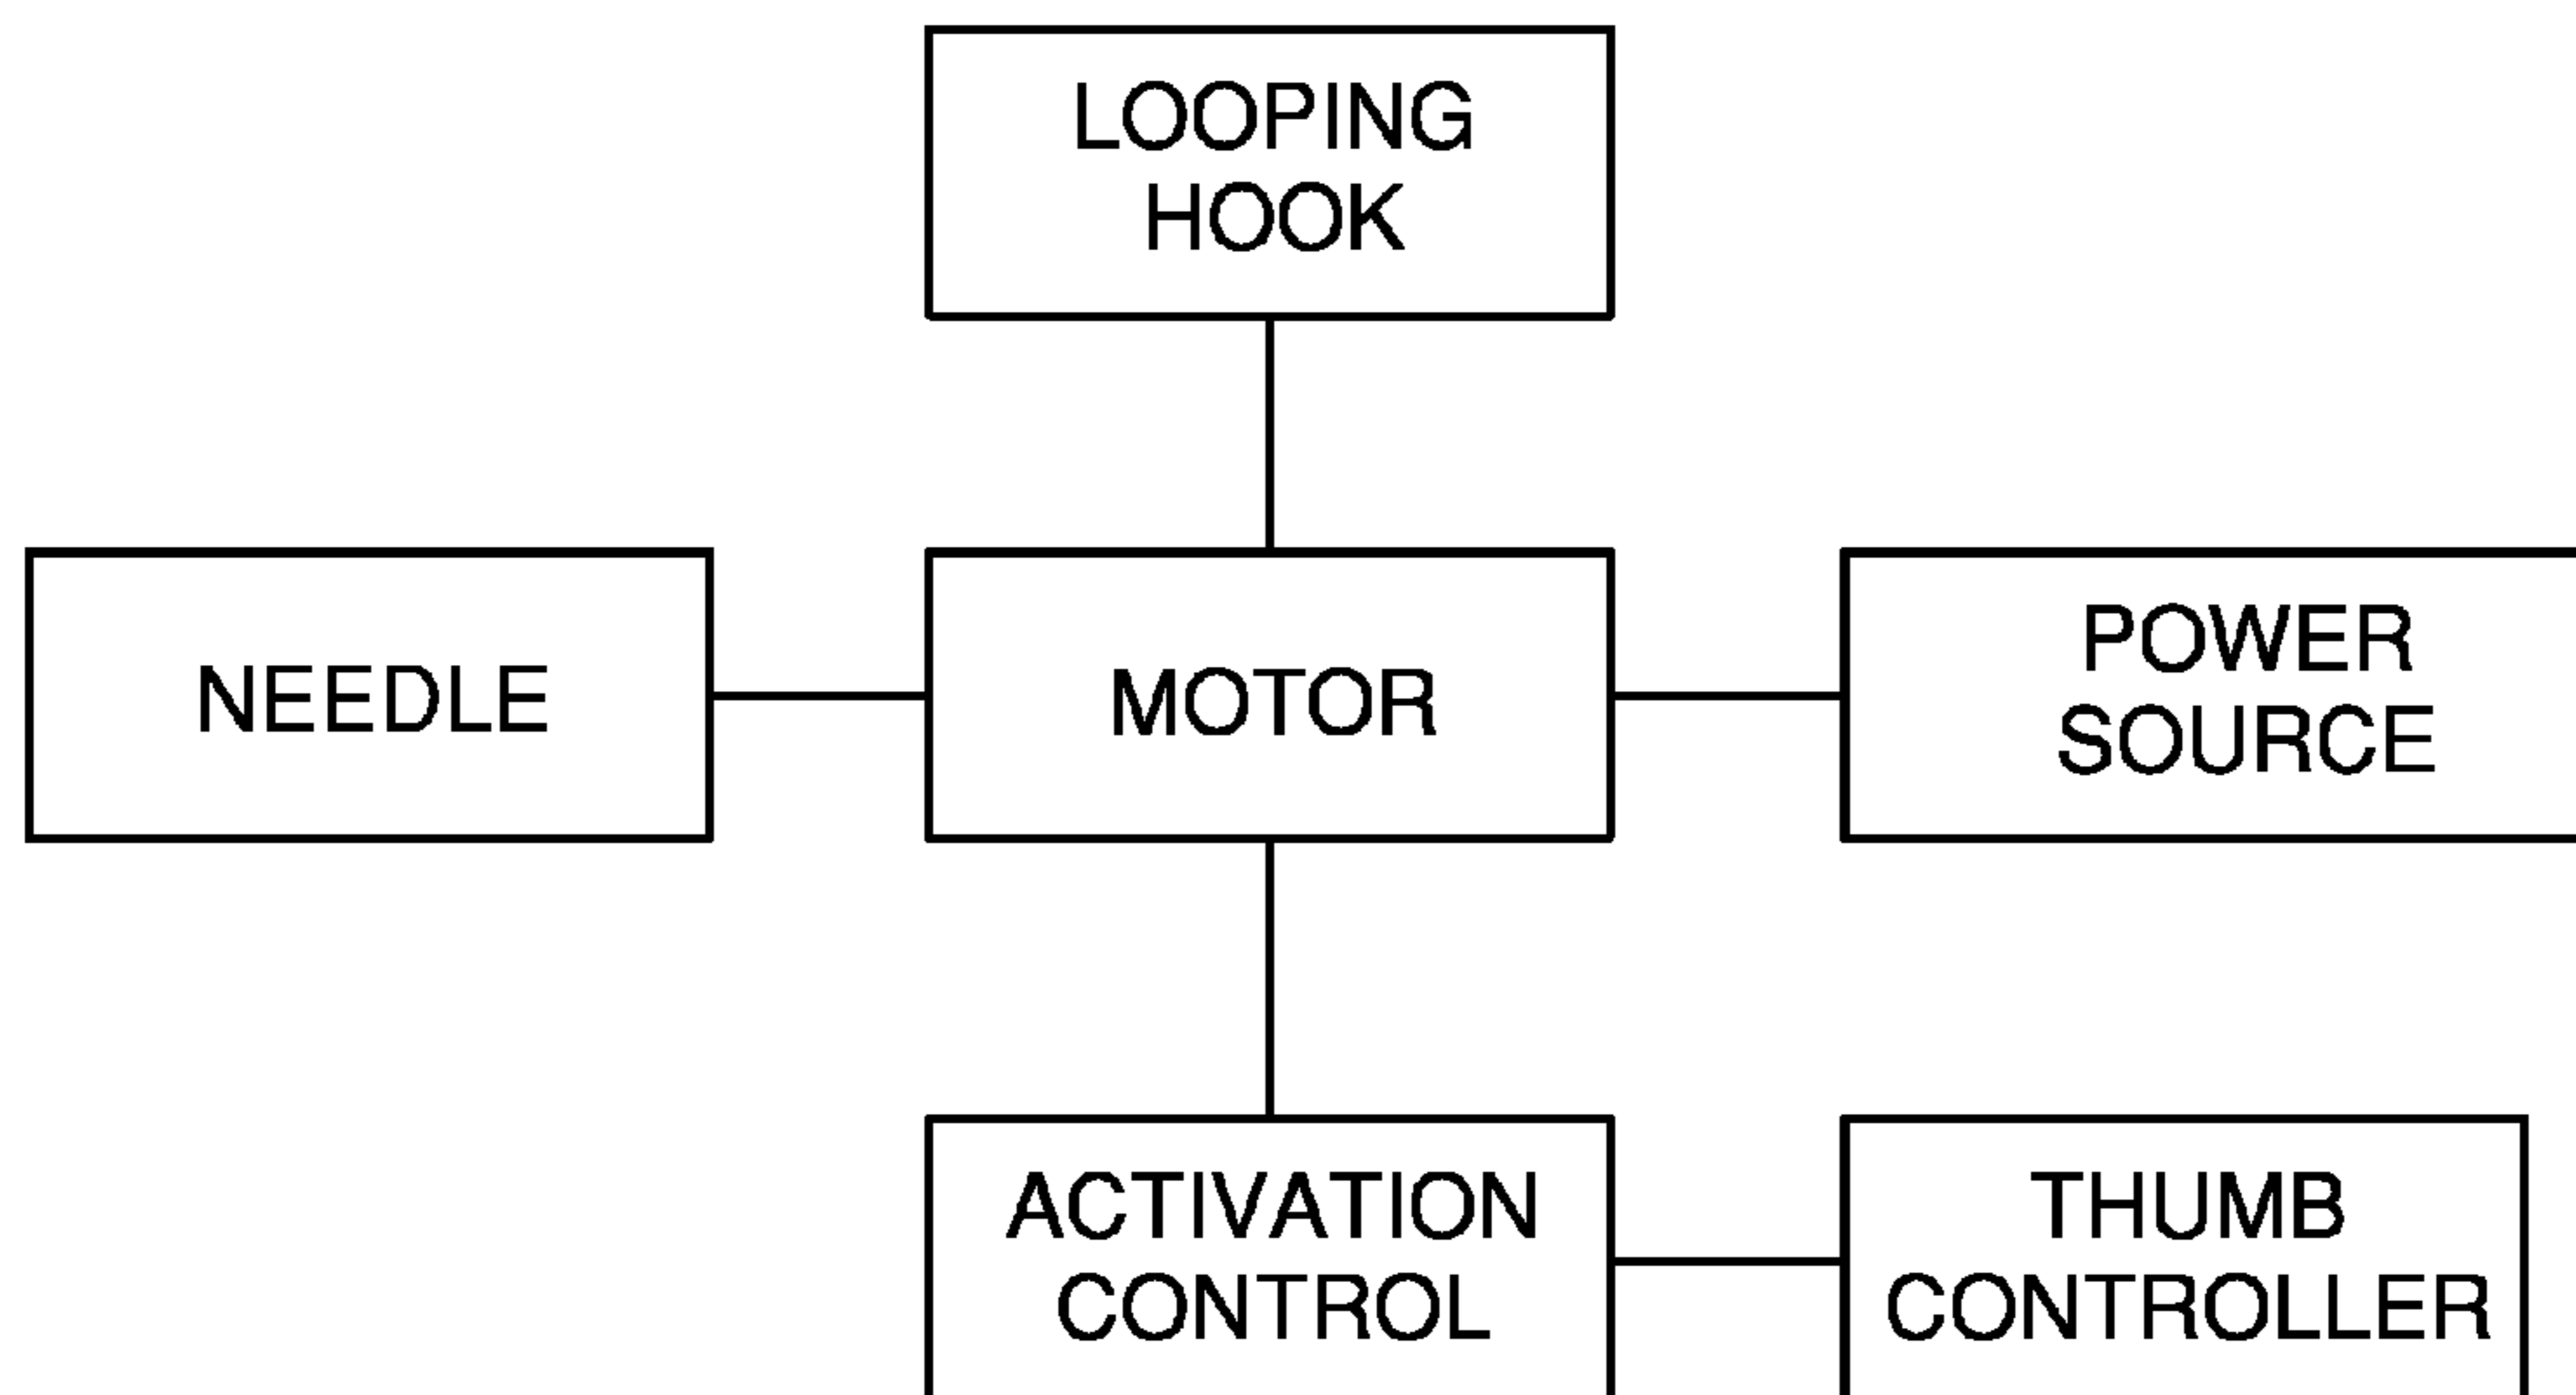 LOOPING
HOOK
NEEDLE
MOTOR
POWER
SOURCE
ACTIVATION
CONTROL
THUMB
CONTROLLER